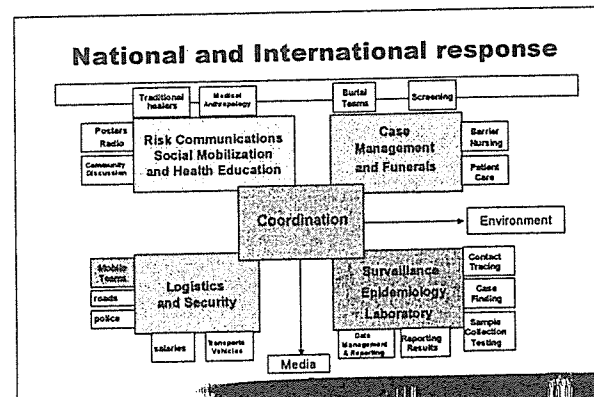 National and International response
Traditional
healers
Medical
Anthropology
Burial
Teams
Screening
Posters
Radio
Community
Discussion
Risk Communications
Social Mobilization
and Health Education
Case
Management
and Funerals
Barrier
Nursing
Patient
Care
Coordination
Environment
Mobile
Teams
roads
police
Logistics
and Security
Surveillance
Epidemiology
Laboratory
Contact
Tracing
Case
Finding
Sample
Collection
Testing
salaries
Transports
Vehicles
Data
Management
& Reporting
Reporting
Results
Media